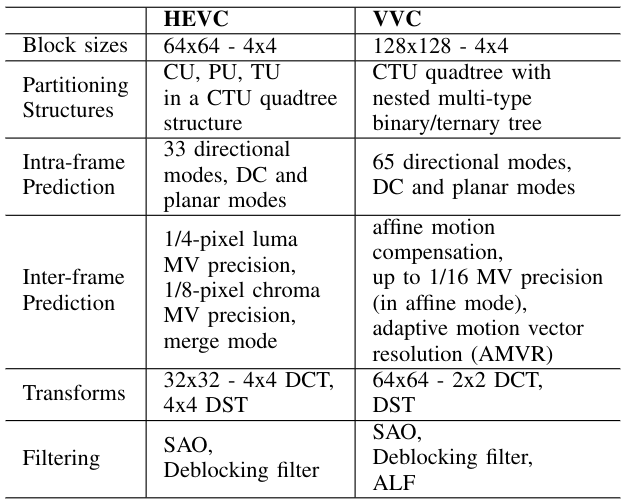 HEVC VVC
Block sizes 64x64 - 4x4 128x128 - 4x4
Partitioning Structures
CU, PU, TU
in a CTU quadtree
structure
CTU quadtree with
nested multi-type
binary/ternary tree
Intra-frame
Prediction
33 directional
modes, DC and
planar modes
65 directional modes,
DC and planar modes
Inter-frame
Prediction
1/4-pixel luma
MV precision,
1/8-pixel chroma
MV precision,
merge mode
affine motion
compensation,
up to 1/16 MV precision
(in affine mode),
adaptive motion vector
resolution (AMVR)
Transforms
32x32 - 4x4 DCT,
4x4 DST
64x64 - 2x2 DCT,
DST
Filtering
SAO,
Deblocking filter
SAO,
Deblocking filter,
ALF